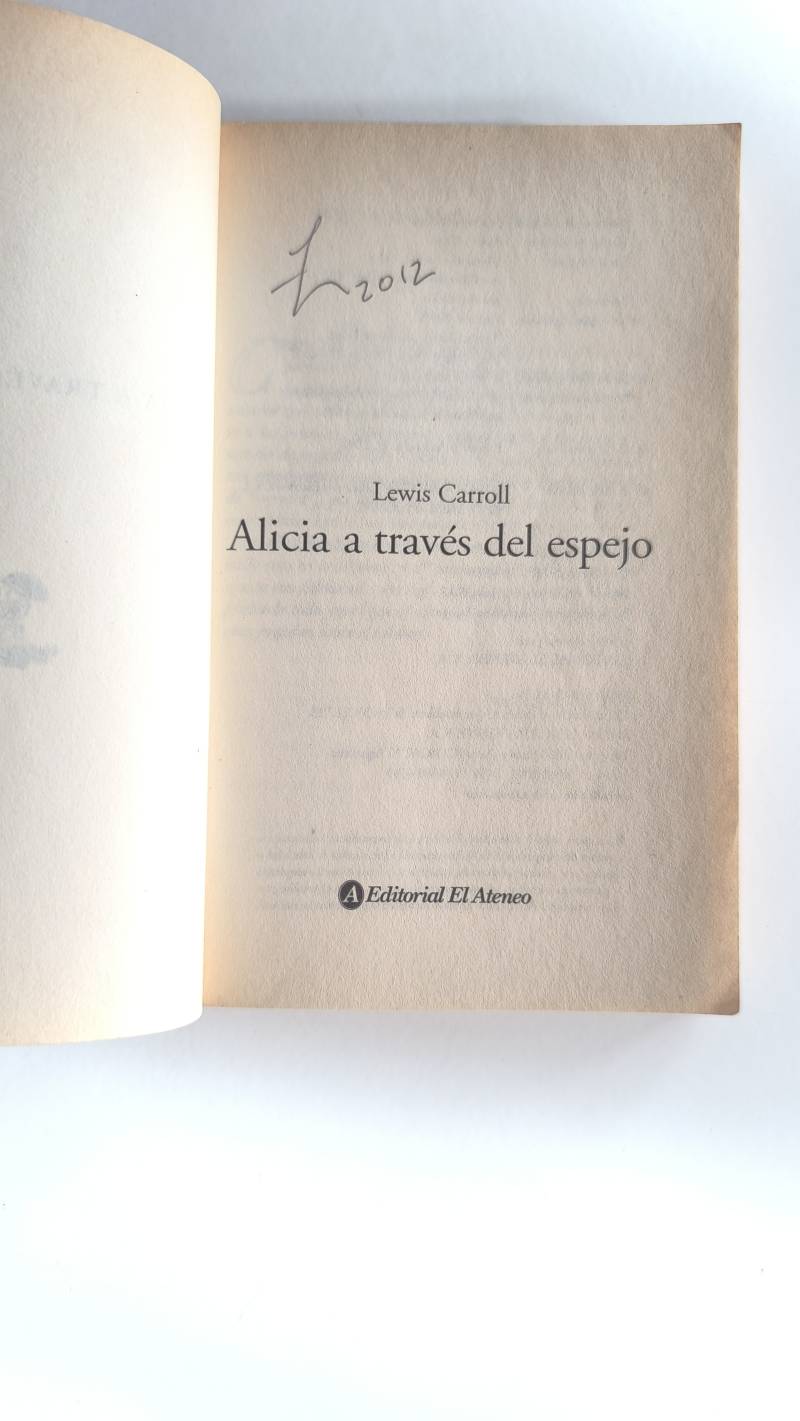 2012
Lewis Carroll
Alicia a través del espejo
A Editorial El Ateneo